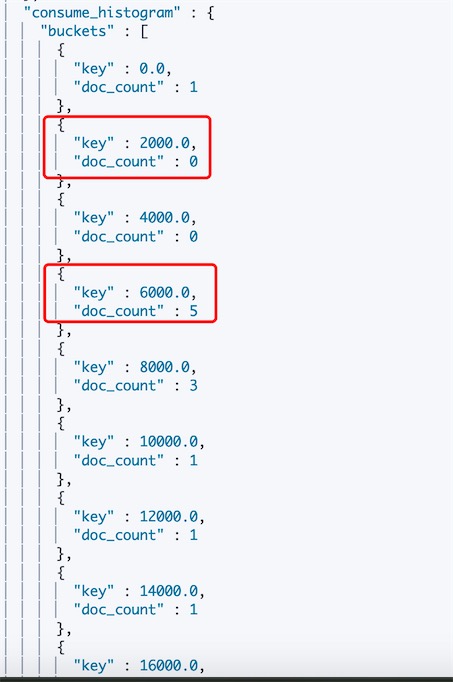 "consume_histogram" : {
"buckets" : [
{
"key" : 0.0,
"doc_count" : 1
},
{
"key" : 2000.0,
"doc_count" : 0
},
{
"key" : 4000.0,
"doc_count" : 0
},
{
"key" : 6000.0,
"doc_count" : 5
},
{
"key" : 8000.0,
"doc_count" : 3
},
{
"key" : 10000.0,
"doc_count" : 1
},
{
"key" : 12000.0,
"doc_count" : 1
},
{
"key" : 14000.0,
"doc_count" : 1
},
{
"key" : 16000.0,